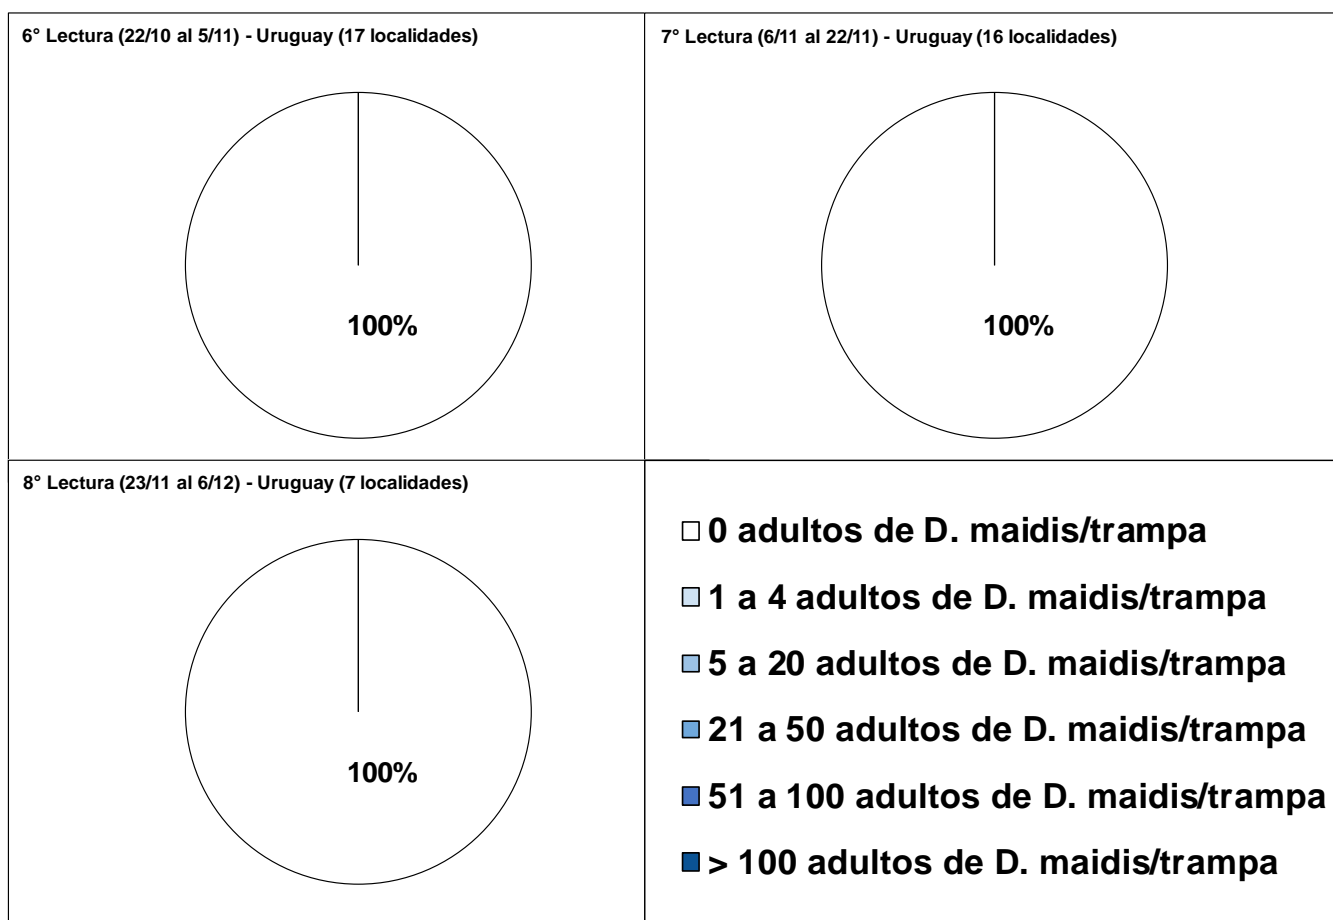 6° Lectura (22/10 al 5/11) - Uruguay (17 localidades)
100%
7° Lectura (6/11 al 22/11) - Uruguay (16 localidades)
100%
8° Lectura (23/11 al 6/12) - Uruguay (7 localidades)
100%
0 adultos de D. maidis/trampa
1 a 4 adultos de D. maidis/trampa
5 a 20 adultos de D. maidis/trampa
21 a 50 adultos de D. maidis/trampa
51 a 100 adultos de D. maidis/trampa
> 100 adultos de D. maidis/trampa